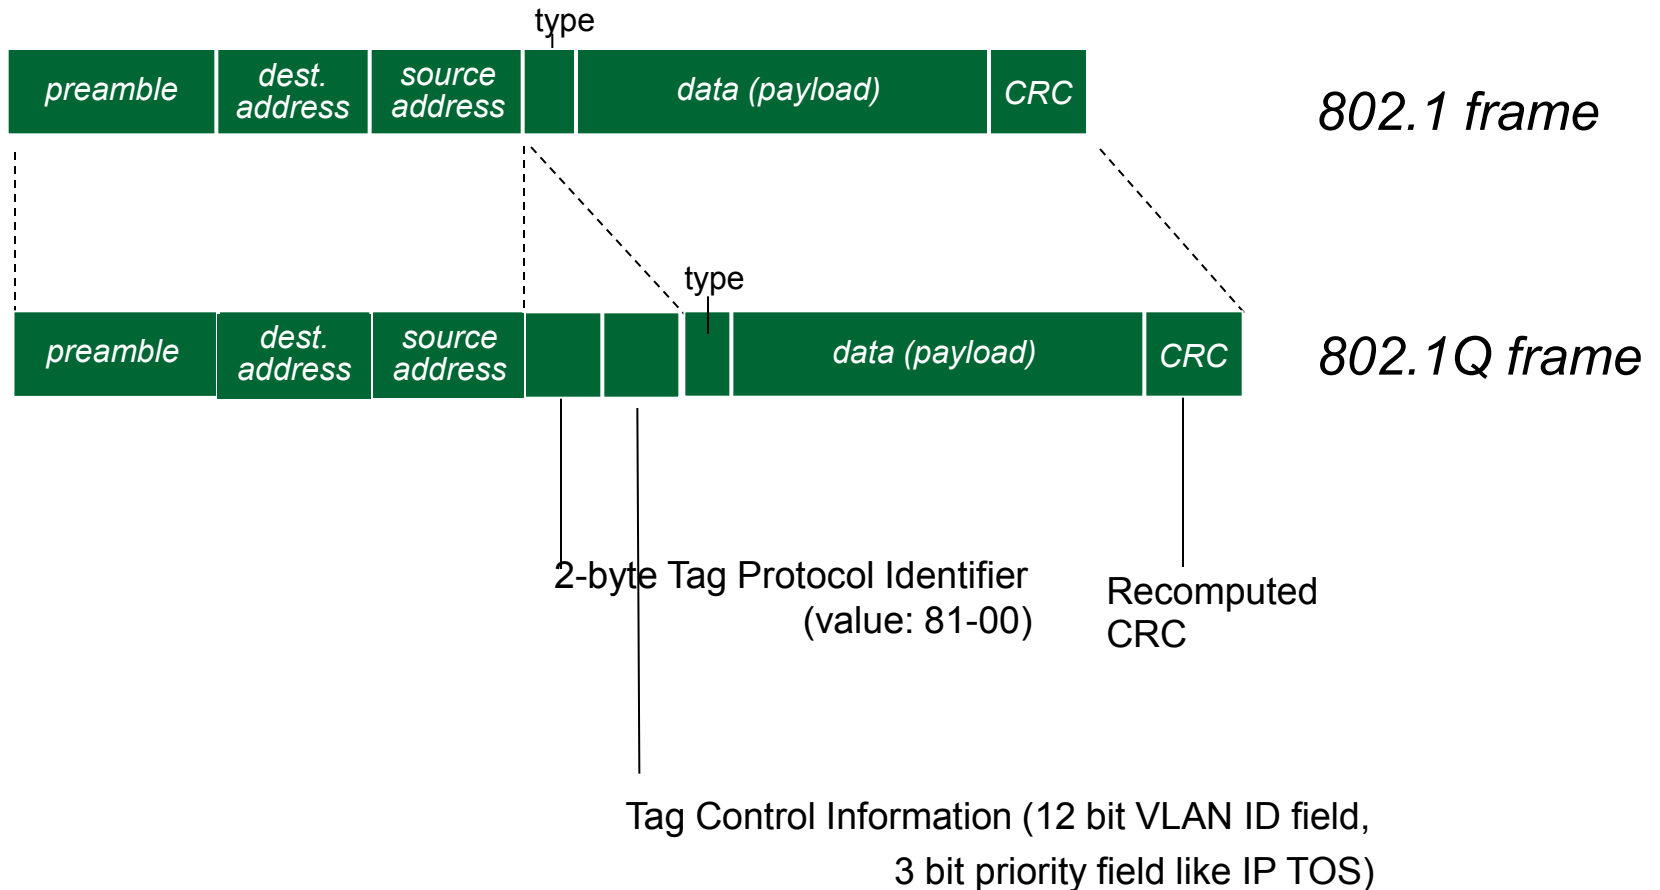 type
preamble
dest.
address
source
address
data (payload)
CRC
802.1 frame
type
preamble
dest.
address
source
address
data (payload)
CRC
802.1Q frame
2-byte Tag Protocol Identifier
(value: 81-00)
Recomputed
CRC
Tag Control Information (12 bit VLAN ID field,
3 bit priority field like IP TOS)